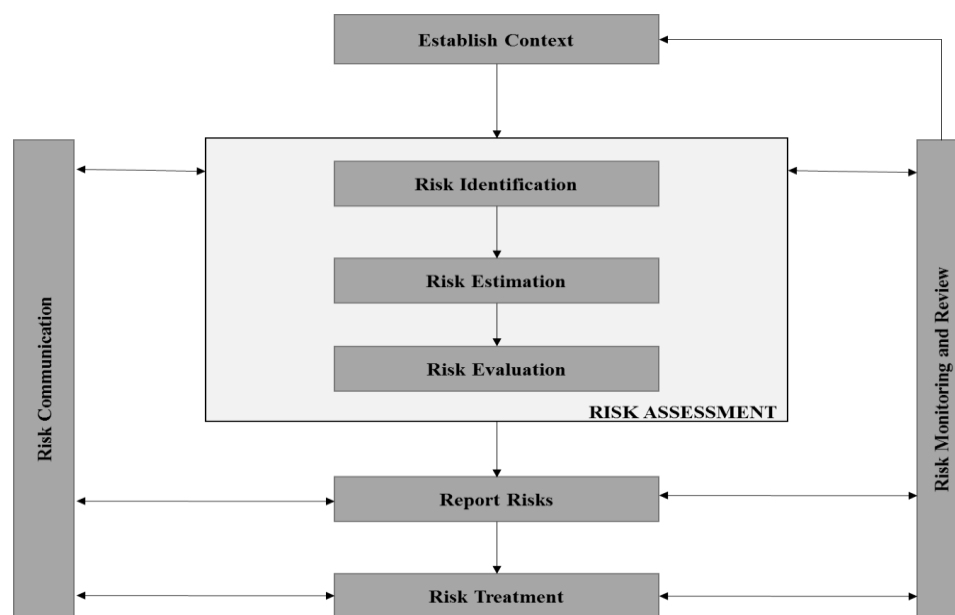 Establish Context
Risk Identification
Risk Estimation
Risk Evaluation
RISK ASSESSMENT
Report Risks
Risk Treatment
Risk Communication
Risk Monitoring and Review